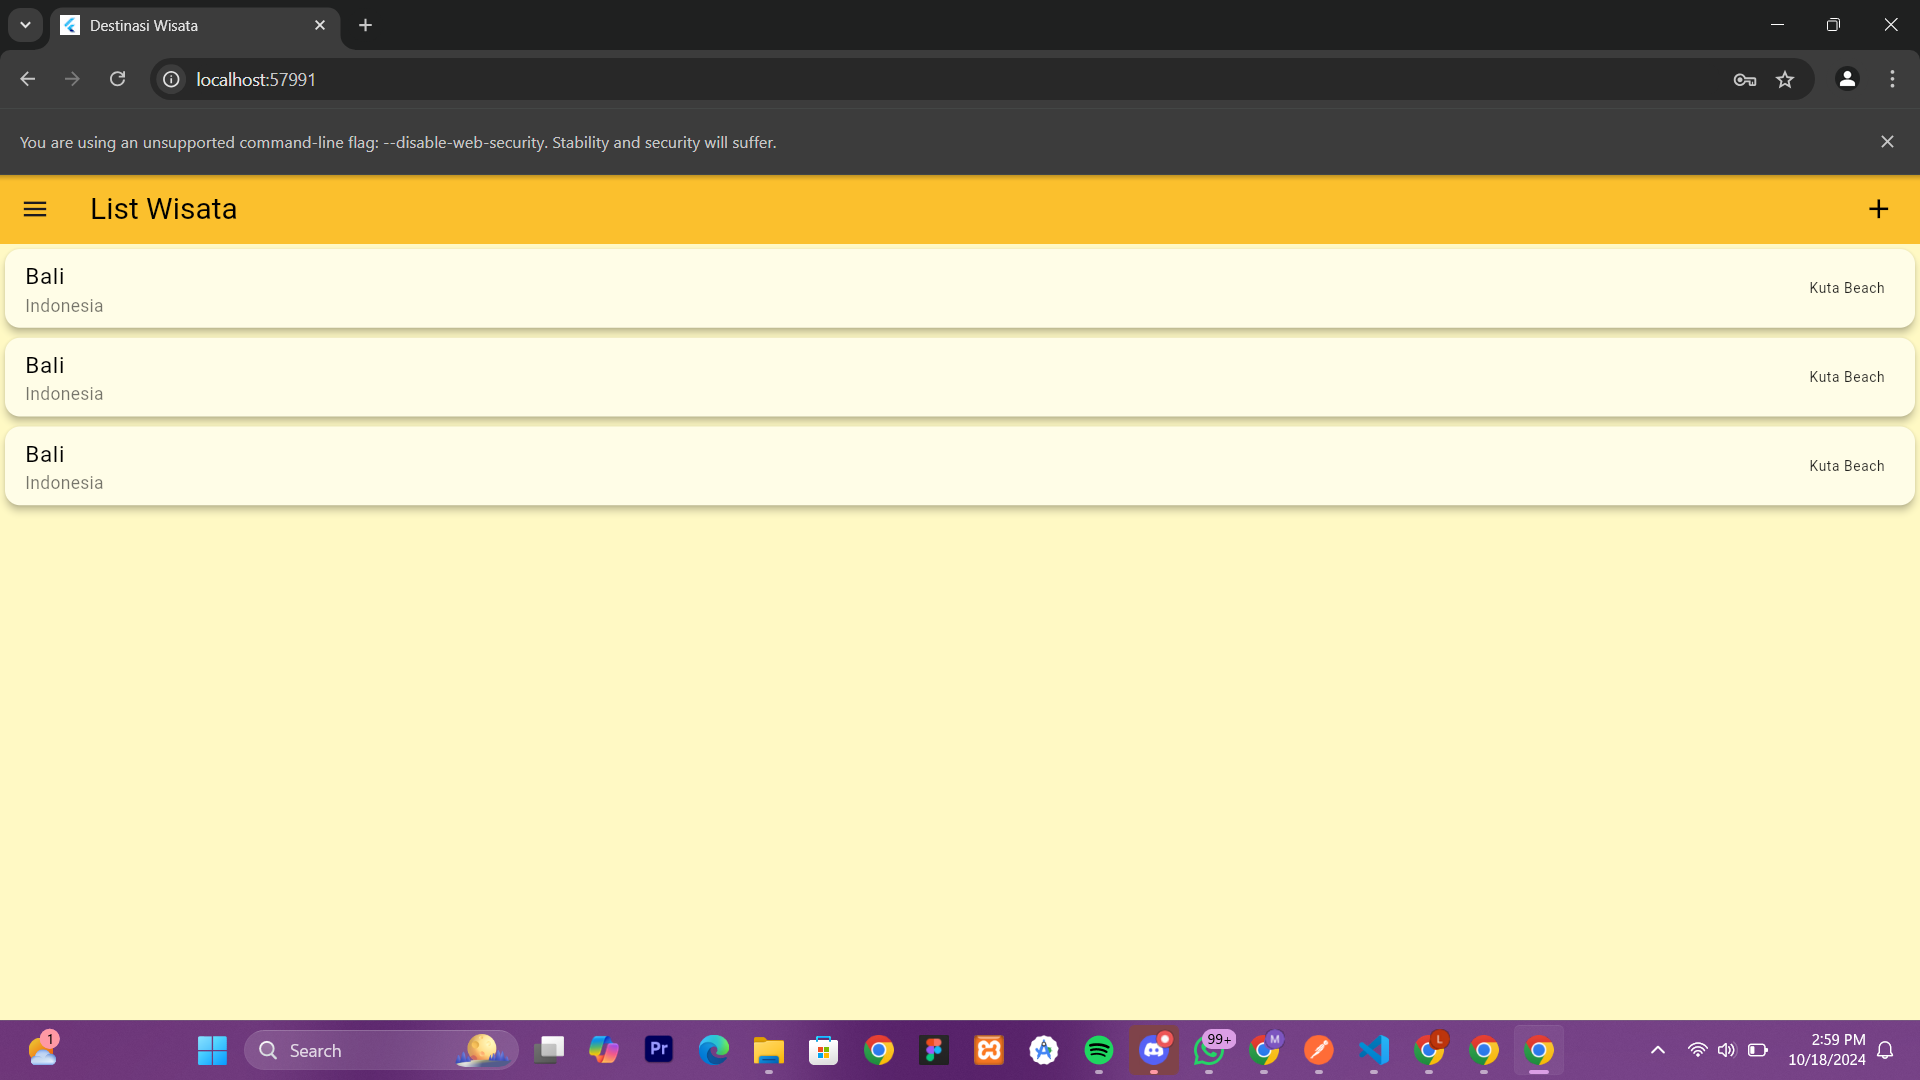 Destinasi Wisata
localhost:57991
You are using an unsupported command-line flag: --disable-web-security. Stability and security will suffer.
List Wisata
Bali
Indonesia
Kuta Beach
Bali
Indonesia
Kuta Beach
Bali
Indonesia
Kuta Beach
1
Search
Pr
99+
M
L
2:59 PM
10/18/2024